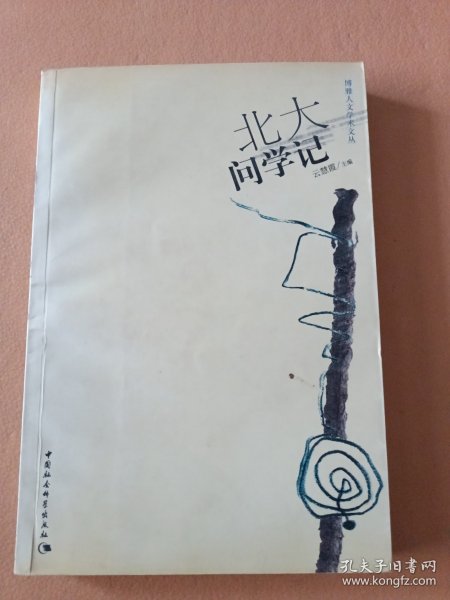 博雅人文学术文丛
北大
问学记
云慧霞/主编
中国社会科学出版社
孔夫子旧书网
www.kongfz.com